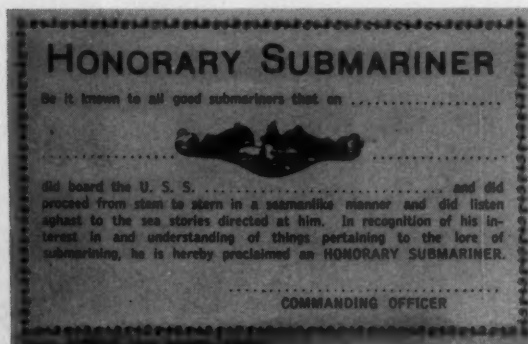 HONORARY SUBMARINER
Be it known to all good submariners that on ....................
.................... ....................
did board the U. S. S. ................................... and did
proceed from stem to stern in a seamanlike manner and did listen
aghast to the sea stories directed at him. In recognition of his in-
terest in and understanding of things pertaining to the lore of
submarining, he is hereby proclaimed an HONORARY SUBMARINER.
........................................
COMMANDING OFFICER